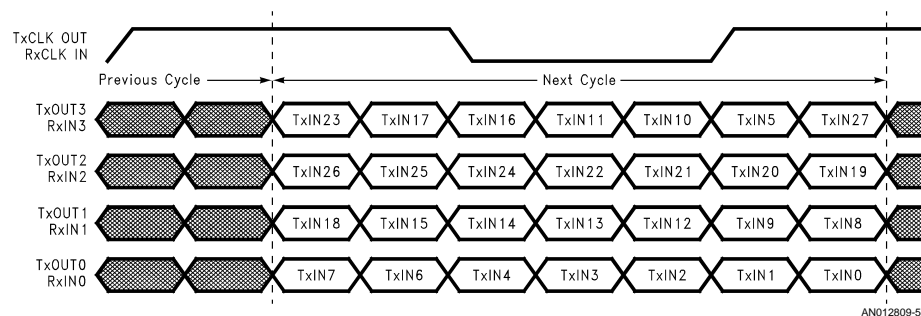 TxCLK OUT
RxCLK IN
Previous Cycle
Next Cycle
TxOUT3
RxIN3
TxIN23 TxIN17 TxIN16 TxIN11 TxIN10 TxIN5 TxIN27
TxOUT2
RxIN2
TxIN26 TxIN25 TxIN24 TxIN22 TxIN21 TxIN20 TxIN19
TxOUT1
RxIN1
TxIN18 TxIN15 TxIN14 TxIN13 TxIN12 TxIN9 TxIN8
TxOUT0
RxIN0
TxIN7 TxIN6 TxIN4 TxIN3 TxIN2 TxIN1 TxIN0
AN012809-5